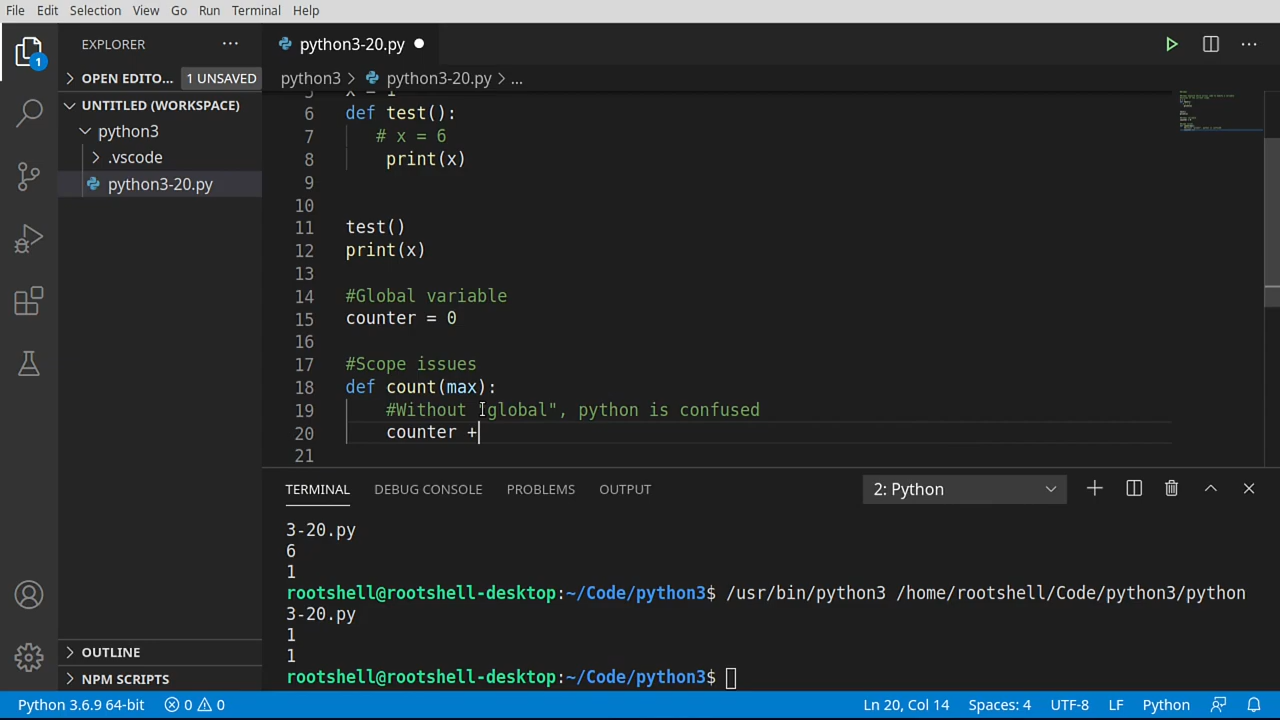 File Edit Selection View Go Run Terminal Help
EXPLORER ...
python3-20.py
1
OPEN EDITO... 1 UNSAVED
python3 > python3-20.py > ...
UNTITLED (WORKSPACE)
python3
.vscode
python3-20.py
5 x = 1
6 def test():
7 # x = 6
8 print(x)
9
10
11 test()
12 print(x)
13
14 #Global variable
15 counter = 0
16
17 #Scope issues
18 def count(max):
19 #Without "global", python is confused
20 counter +
21
TERMINAL DEBUG CONSOLE PROBLEMS OUTPUT 2: Python
3-20.py
6
1
rootshell@rootshell-desktop:~/Code/python3$ /usr/bin/python3 /home/rootshell/Code/python3/python
3-20.py
1
1
rootshell@rootshell-desktop:~/Code/python3$
OUTLINE
NPM SCRIPTS
Python 3.6.9 64-bit 0 0 Ln 20, Col 14 Spaces: 4 UTF-8 LF Python